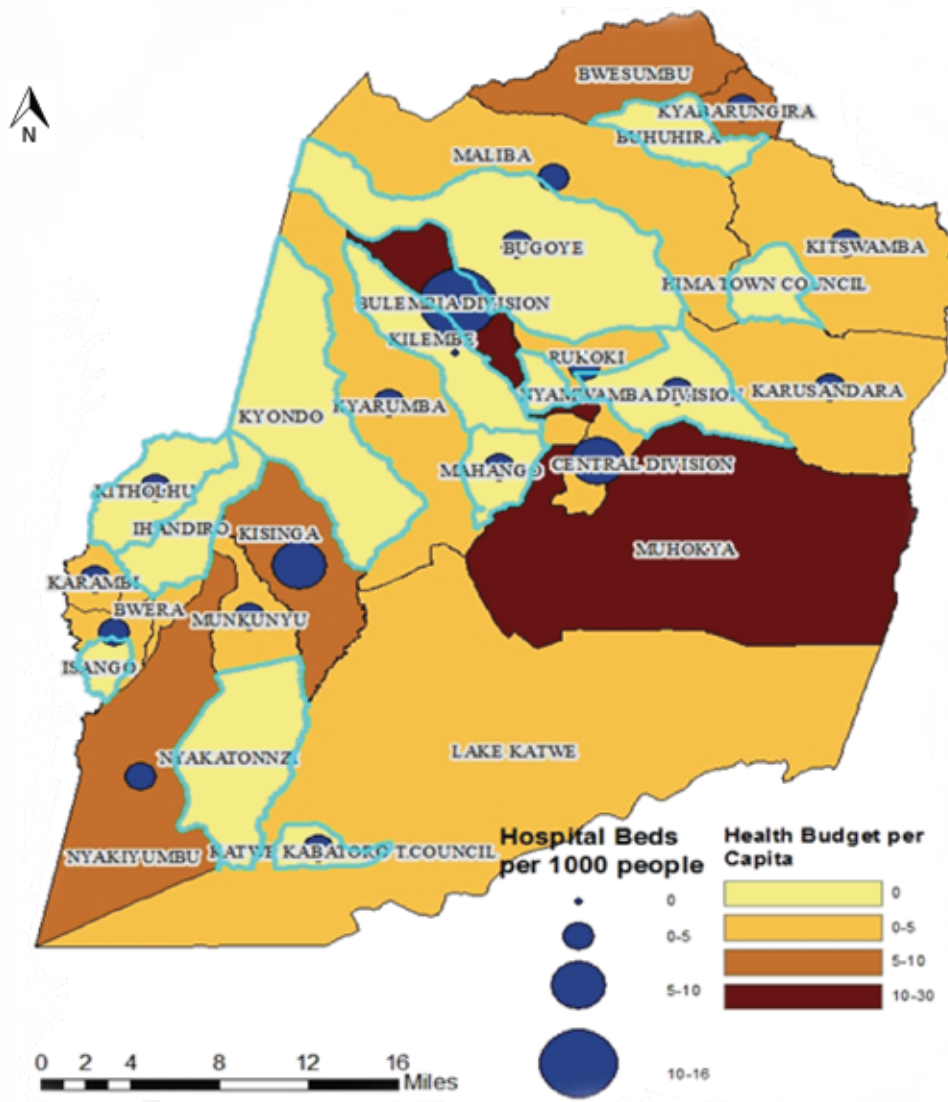 BWESUMBU
N
KYABARUNGIRA
BUHUHIRA
MALIBA
BUGOYE
KITSWAMBA
HIMA TOWN COUNCIL
BULEMBIA DIVISION
KILEMBE
RUKOKI
NYAMWAMBA DIVISION
KARUSANDARA
KYONDO
KYARUMBA
MAHANGO
CENTRAL DIVISION
KITHOLHU
IHANDIRO
KISINGA
MUHOKYA
KARAMBI
BWERA
MUNKUNYU
ISANGO
LAKE KATWE
NYAKATONNZI
NYAKIYUMBU
KATWE
KABATORO T.COUNCIL
Hospital Beds
per 1000 people
0
0-5
5-10
10-16
Health Budget per
Capita
0
0-5
5-10
10-30
0 2 4 8 12 16
Miles